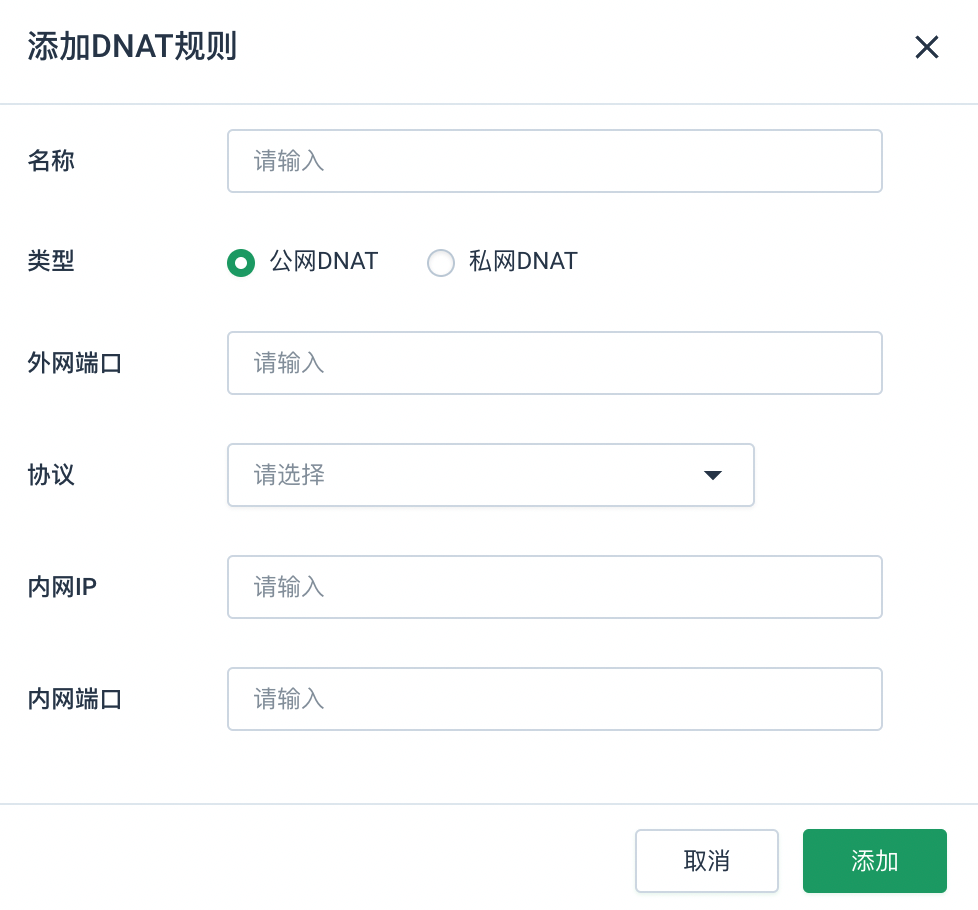 添加DNAT规则
名称 请输入
类型 公网DNAT 私网DNAT
外网端口 请输入
协议 请选择
内网IP 请输入
内网端口 请输入
取消 添加